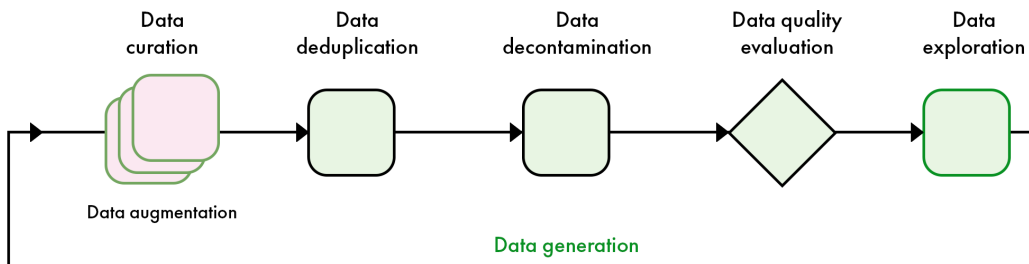 Data
curation
Data
deduplication
Data
decontamination
Data quality
evaluation
Data
exploration
Data augmentation
Data generation